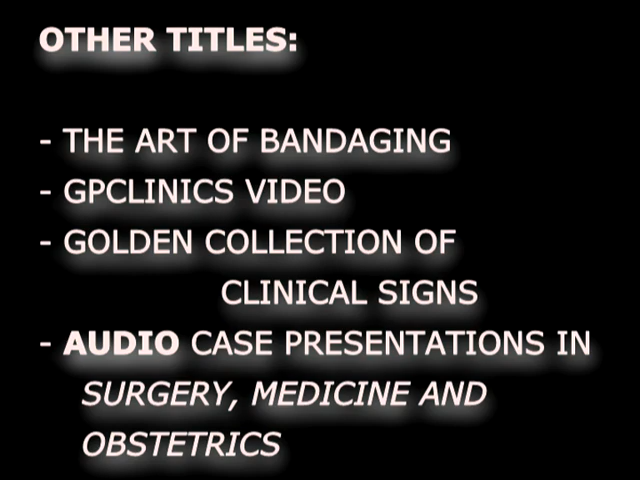 OTHER TITLES:
- THE ART OF BANDAGING
- GPCLINICS VIDEO
- GOLDEN COLLECTION OF
CLINICAL SIGNS
- AUDIO CASE PRESENTATIONS IN
SURGERY, MEDICINE AND
OBSTETRICS